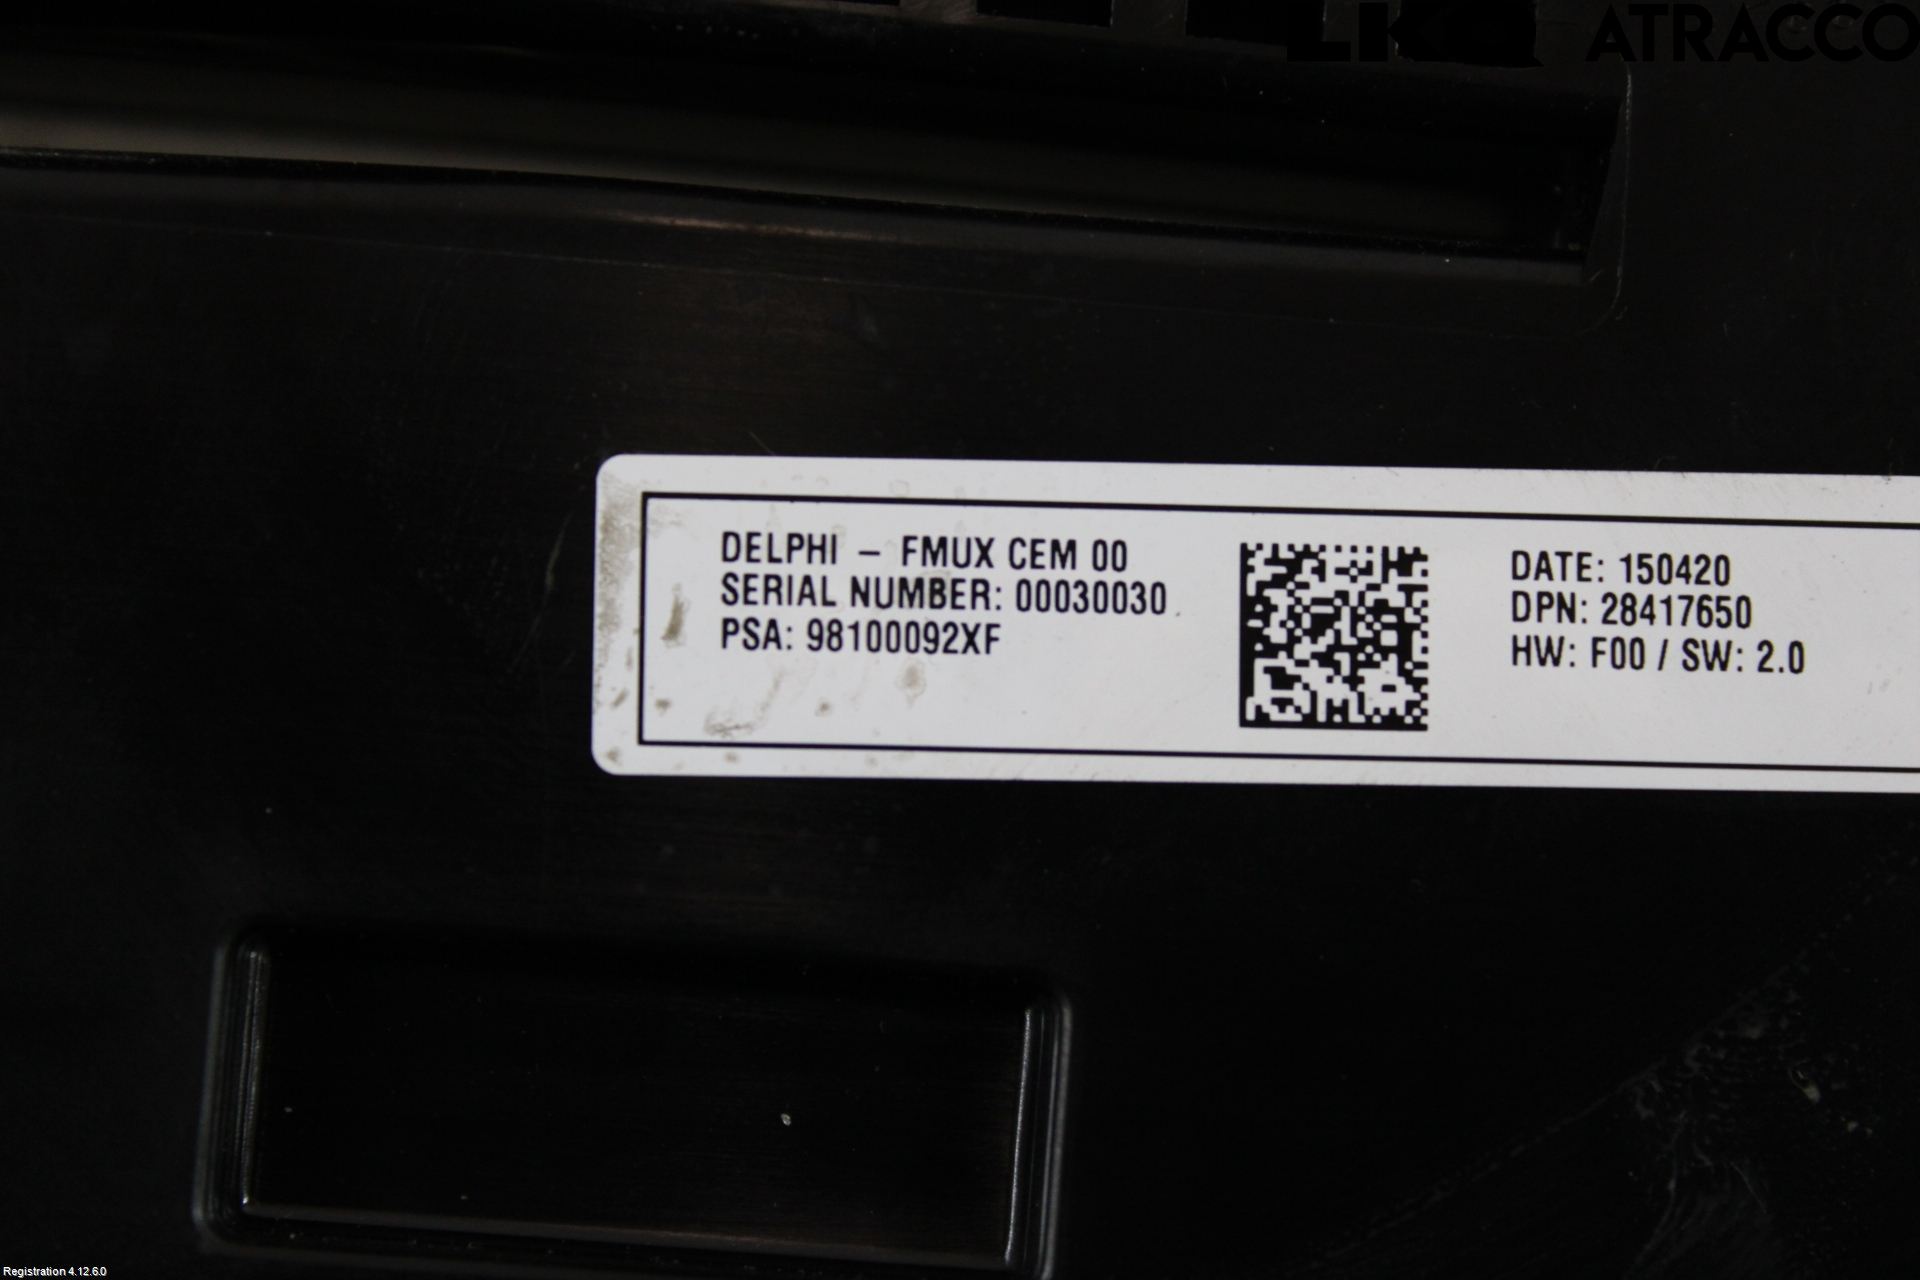 LKQ ATRACCO
DELPHI – FMUX CEM 00
SERIAL NUMBER: 00030030
PSA: 98100092XF
DATE: 150420
DPN: 28417650
HW: F00 / SW: 2.0
Registration 4.12.6.0